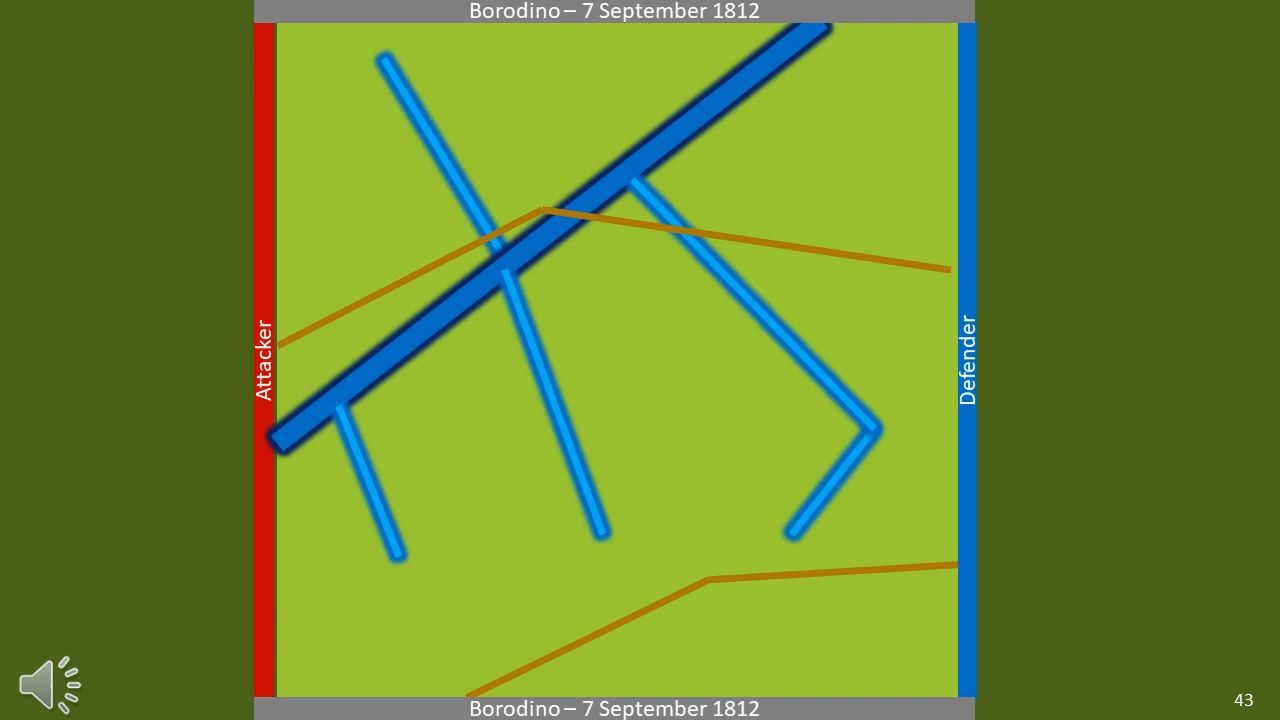 Borodino – 7 September 1812
Attacker
Defender
43
Borodino – 7 September 1812